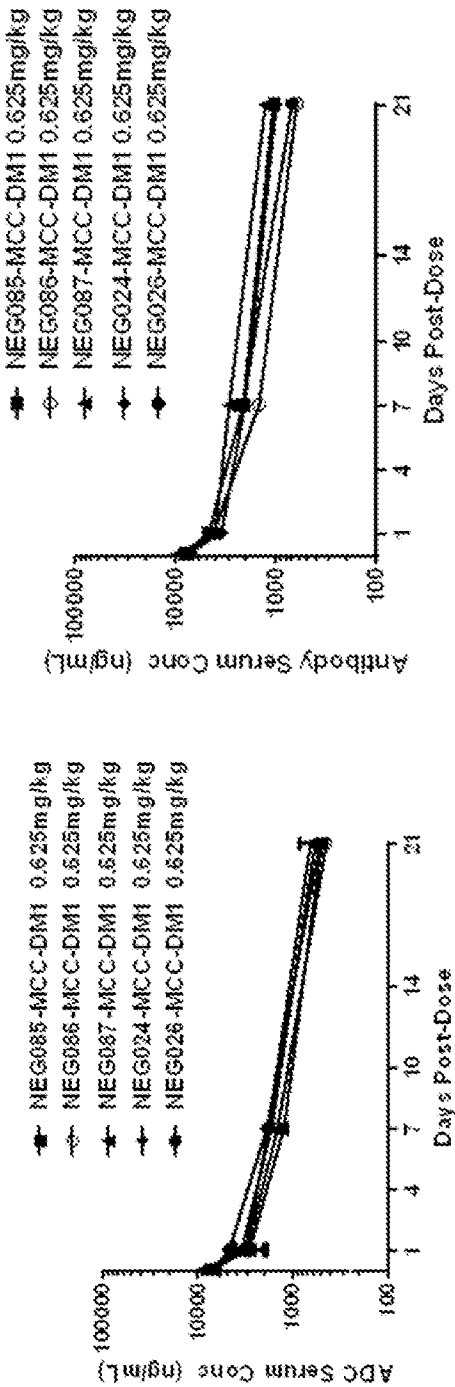 NEG085-MCC-DM1 0.625mg/kg
NEG086-MCC-DM1 0.625mg/kg
NEG087-MCC-DM1 0.625mg/kg
NEG024-MCC-DM1 0.625mg/kg
NEG026-MCC-DM1 0.625mg/kg
ADC Serum Conc (ng/mL)
100000
10000
1000
100
1
4
7
10
14
21
Days Post-Dose
NEG085-MCC-DM1 0.625mg/kg
NEG086-MCC-DM1 0.625mg/kg
NEG087-MCC-DM1 0.625mg/kg
NEG024-MCC-DM1 0.625mg/kg
NEG026-MCC-DM1 0.625mg/kg
Antibody Serum Conc (ng/mL)
100000
10000
1000
100
1
4
7
10
14
21
Days Post-Dose